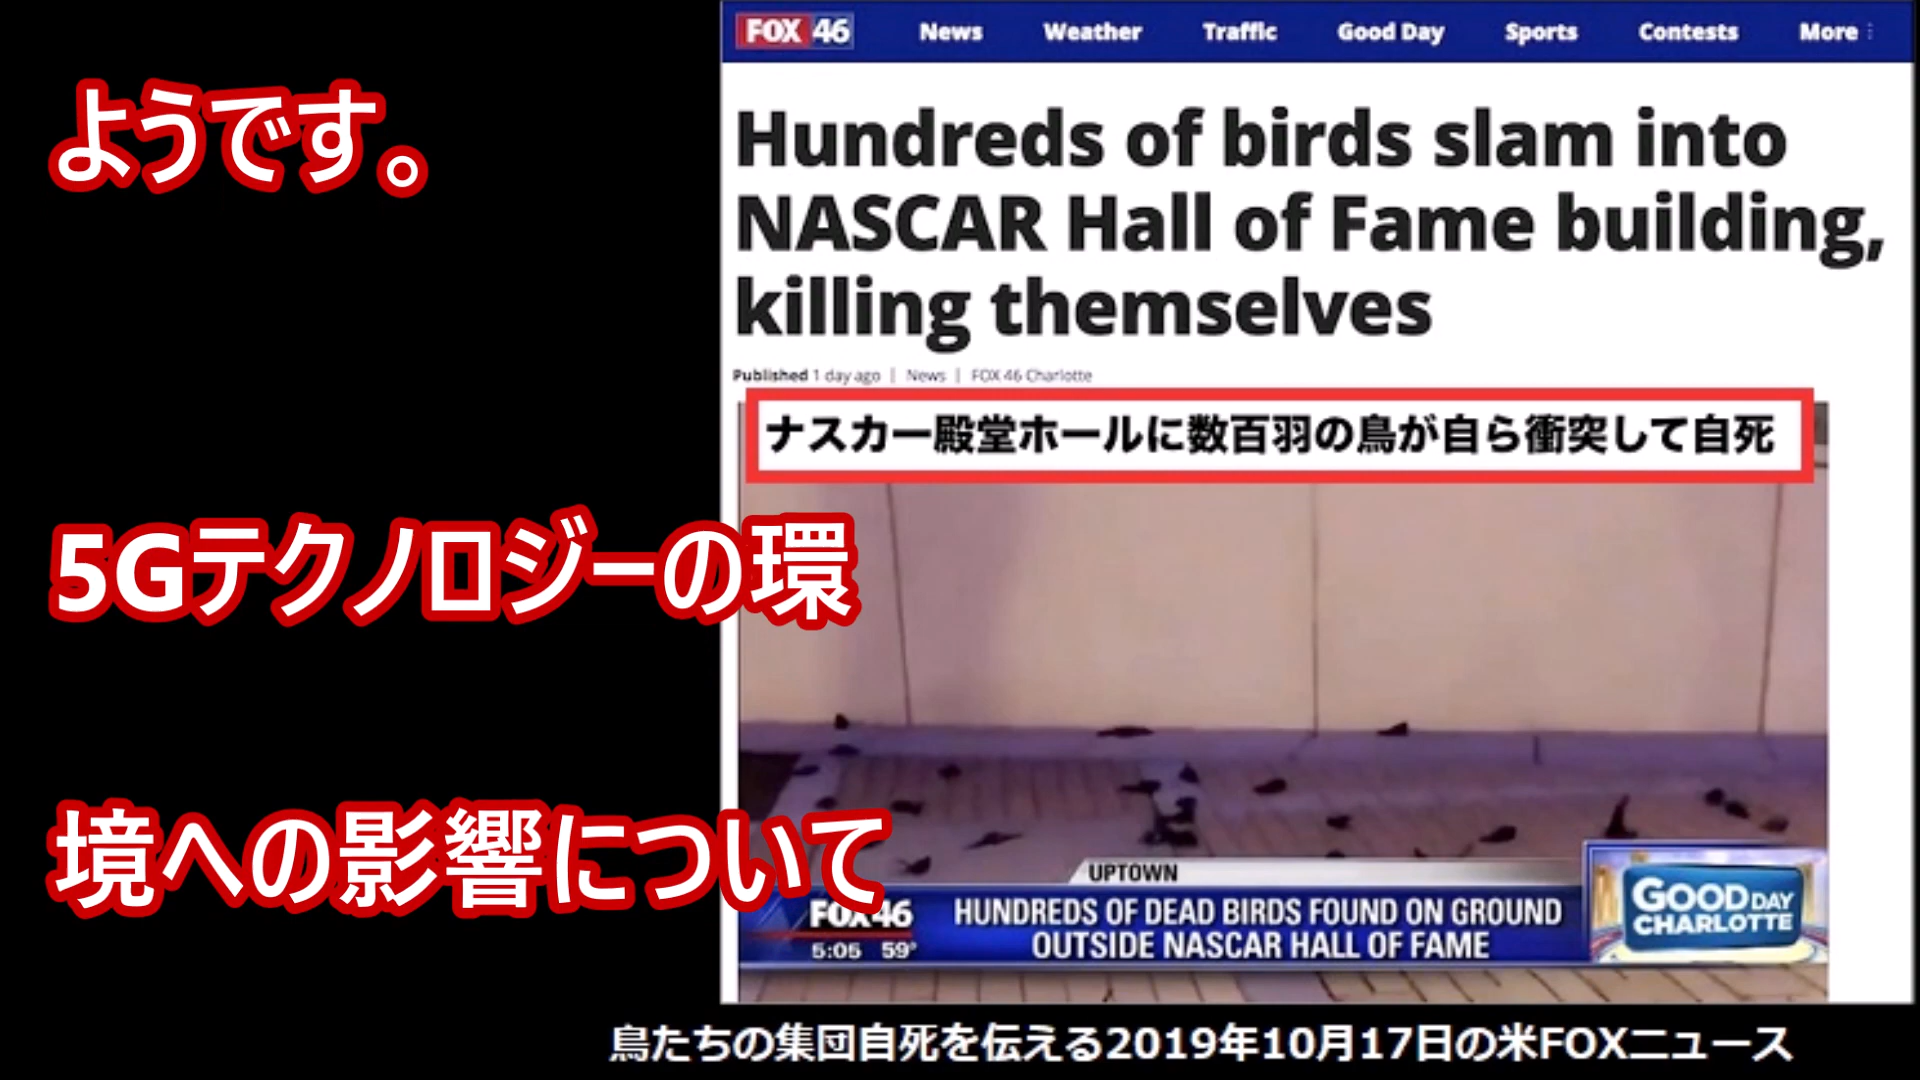 ようです。
5Gテクノロジーの環
境への影響について
FOX 46 News Weather Traffic Good Day Sports Contests More
Hundreds of birds slam into
NASCAR Hall of Fame building,
killing themselves
Published 1 day ago | News | FOX 46 Charlotte
ナスカー殿堂ホールに数百羽の鳥が自ら衝突して自死
UPTOWN
FOX 46
5:05 59°
HUNDREDS OF DEAD BIRDS FOUND ON GROUND
OUTSIDE NASCAR HALL OF FAME
GOOD DAY
CHARLOTTE
鳥たちの集団自死を伝える2019年10月17日の米FOXニュース